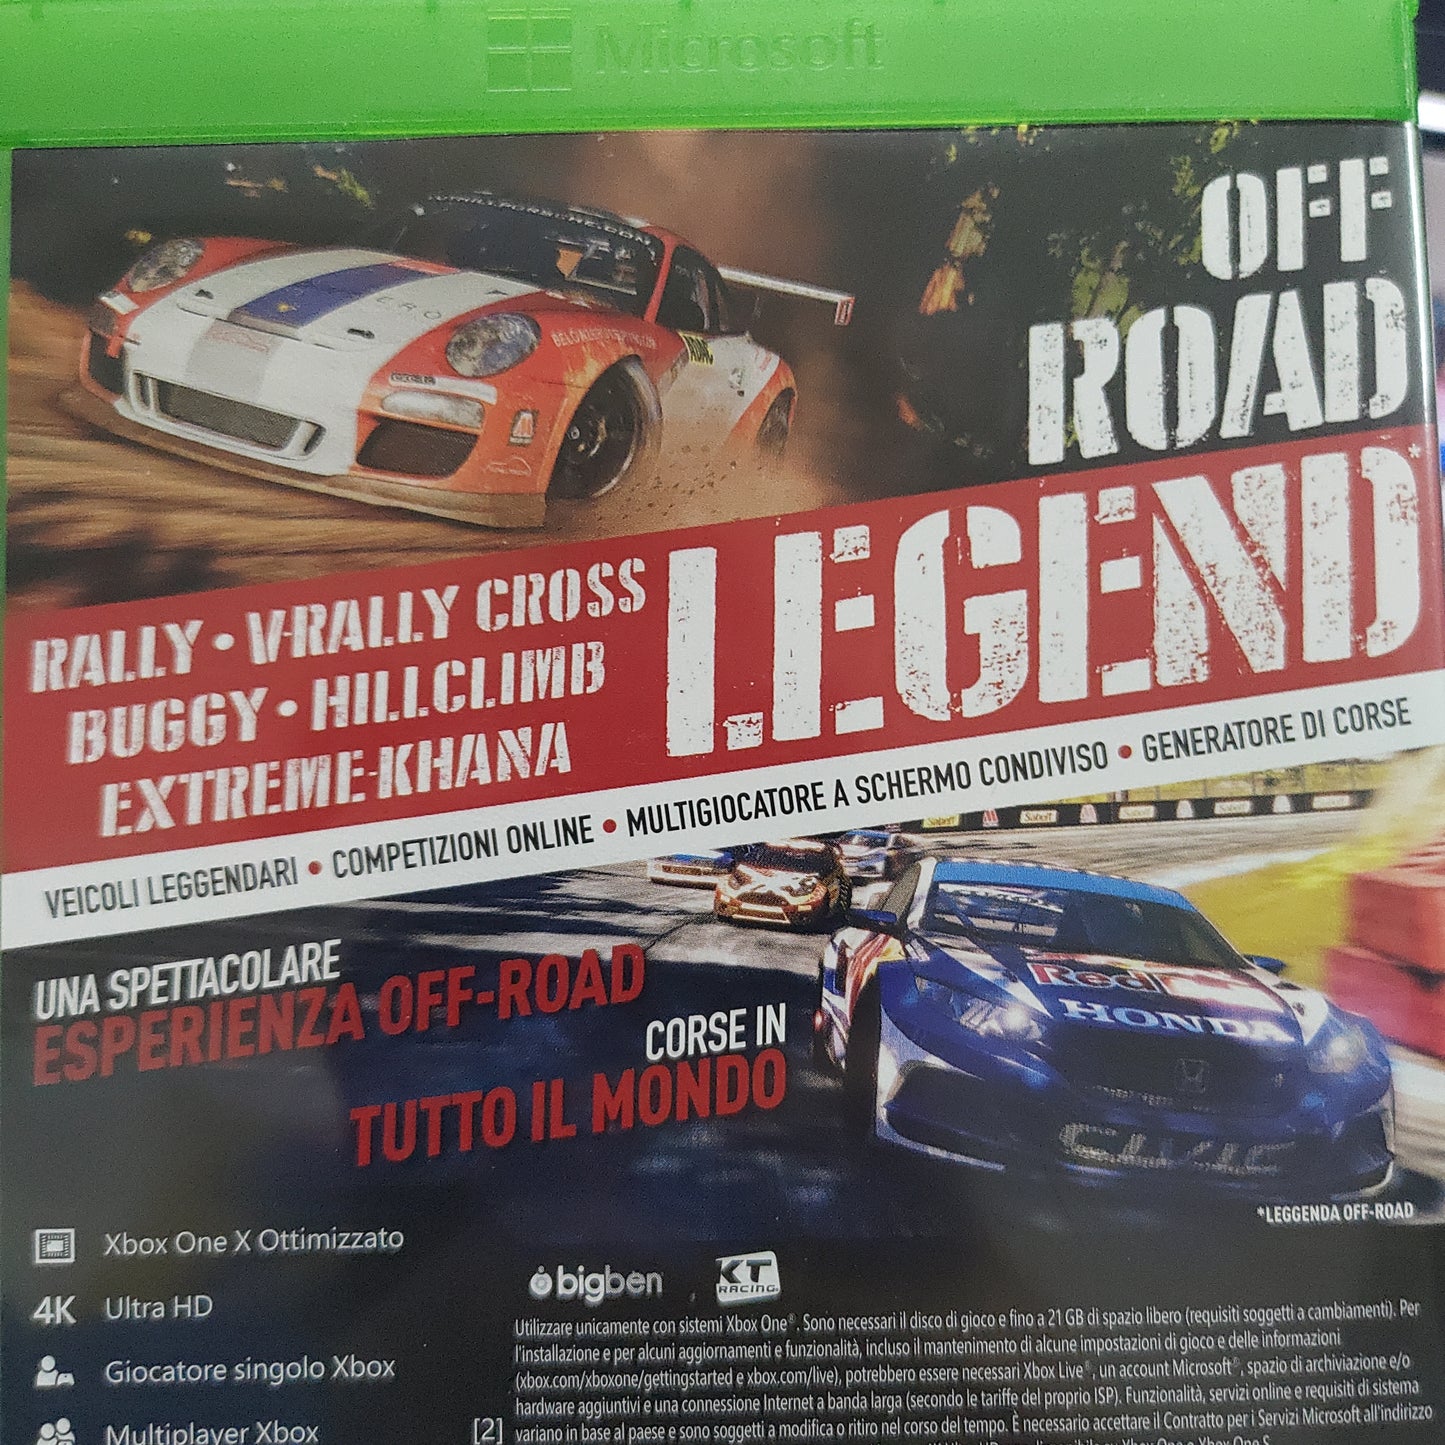 Microsoft
OFF
ROAD
LEGEND*
RALLY • V-RALLY CROSS
BUGGY • HILLCLIMB
EXTREME-KHANA
VEICOLI LEGGENDARI • COMPETIZIONI ONLINE • MULTIGIOCATORE A SCHERMO CONDIVISO • GENERATORE DI CORSE
Sabelt
Sabelt
ADAC
Red
HONDA
UNA SPETTACOLARE
ESPERIENZA OFF-ROAD
CORSE IN
TUTTO IL MONDO
*LEGGENDA OFF-ROAD
Xbox One X Ottimizzato
4K Ultra HD
Giocatore singolo Xbox
Multiplayer Xbox [2]
bigben
KT
RACING
Utilizzare unicamente con sistemi Xbox One®. Sono necessari il disco di gioco e fino a 21 GB di spazio libero (requisiti soggetti a cambiamenti). Per
l'installazione e per alcuni aggiornamenti e funzionalità, incluso il mantenimento di alcune impostazioni di gioco e delle informazioni
(xbox.com/xboxone/gettingstarted e xbox.com/live), potrebbero essere necessari Xbox Live®, un account Microsoft®, spazio di archiviazione e/o
hardware aggiuntivi e una connessione Internet a banda larga (secondo le tariffe del proprio ISP). Funzionalità, servizi online e requisiti di sistema
variano in base al paese e sono soggetti a modifica o ritiro nel corso del tempo. È necessario accettare il Contratto per i Servizi Microsoft all'indirizzo